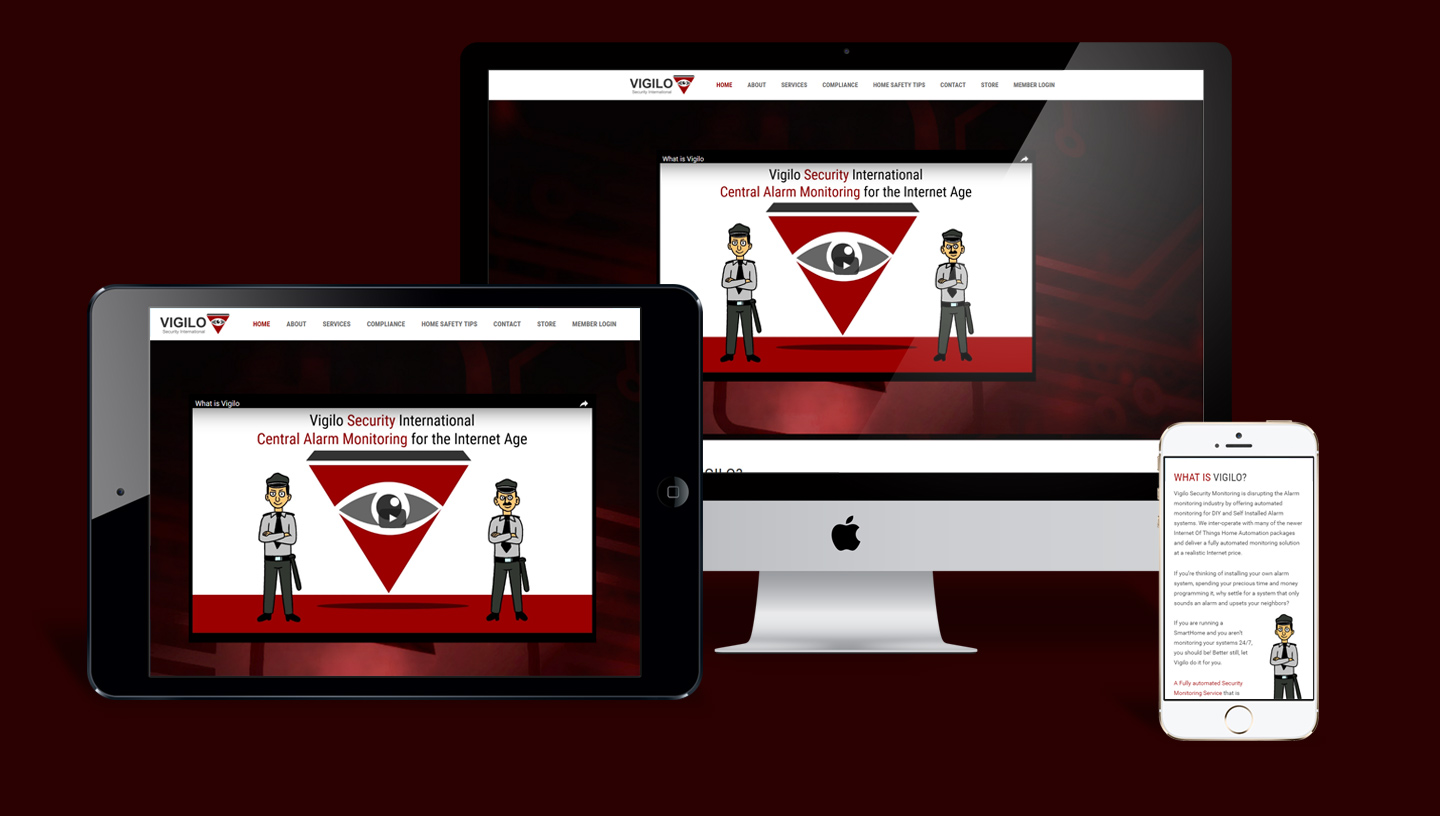 VIGILO
Security International
HOME ABOUT SERVICES COMPLIANCE HOME SAFETY TIPS CONTACT STORE MEMBER LOGIN
What is Vigilo
Vigilo Security International
Central Alarm Monitoring for the Internet Age
VIGILO
Security International
HOME ABOUT SERVICES COMPLIANCE HOME SAFETY TIPS CONTACT STORE MEMBER LOGIN
What is Vigilo
Vigilo Security International
Central Alarm Monitoring for the Internet Age
WHAT IS VIGILO?
Vigilo Security Monitoring is disrupting the Alarm
monitoring industry by offering automated
monitoring for DIY and Self Installed Alarm
systems. We inter-operate with many of the newer
Internet Of Things Home Automation packages
and deliver a fully automated monitoring solution
at a realistic Internet price.
If you're thinking of installing your own alarm
system, spending your precious time and money
programming it, why settle for a system that only
sounds an alarm and upsets your neighbors?
If you are running a
SmartHome and you aren't
monitoring your systems 24/7,
you should be! Better still, let
Vigilo do it for you.
A Fully automated Security
Monitoring Service that is